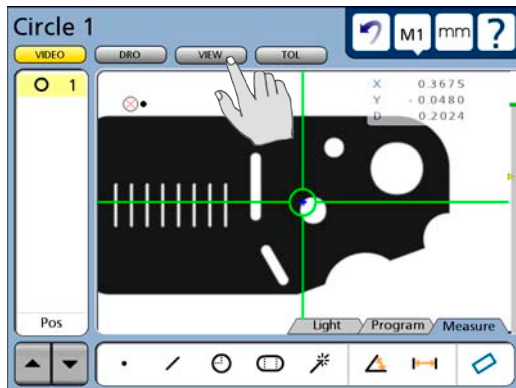 Circle 1
M1 mm ?
VIDEO DRO VIEW TOL
1
X 0.3675
Y - 0.0480
D 0.2024
Pos
Light Program Measure